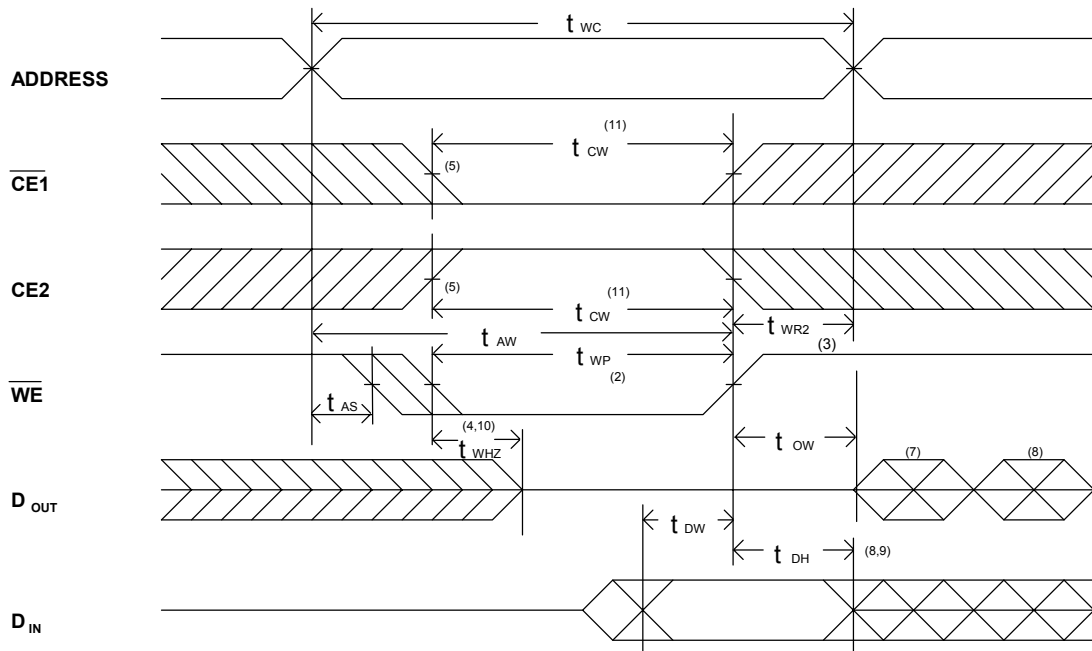 t WC
ADDRESS
(11)
t CW
CE1
(5)
CE2
(5)
(11)
t CW
t AW
t WR2
t WP
(2)
(3)
WE
t AS
(4,10)
t WHZ
t OW
(7)
(8)
D OUT
t DW
t DH
(8,9)
D IN